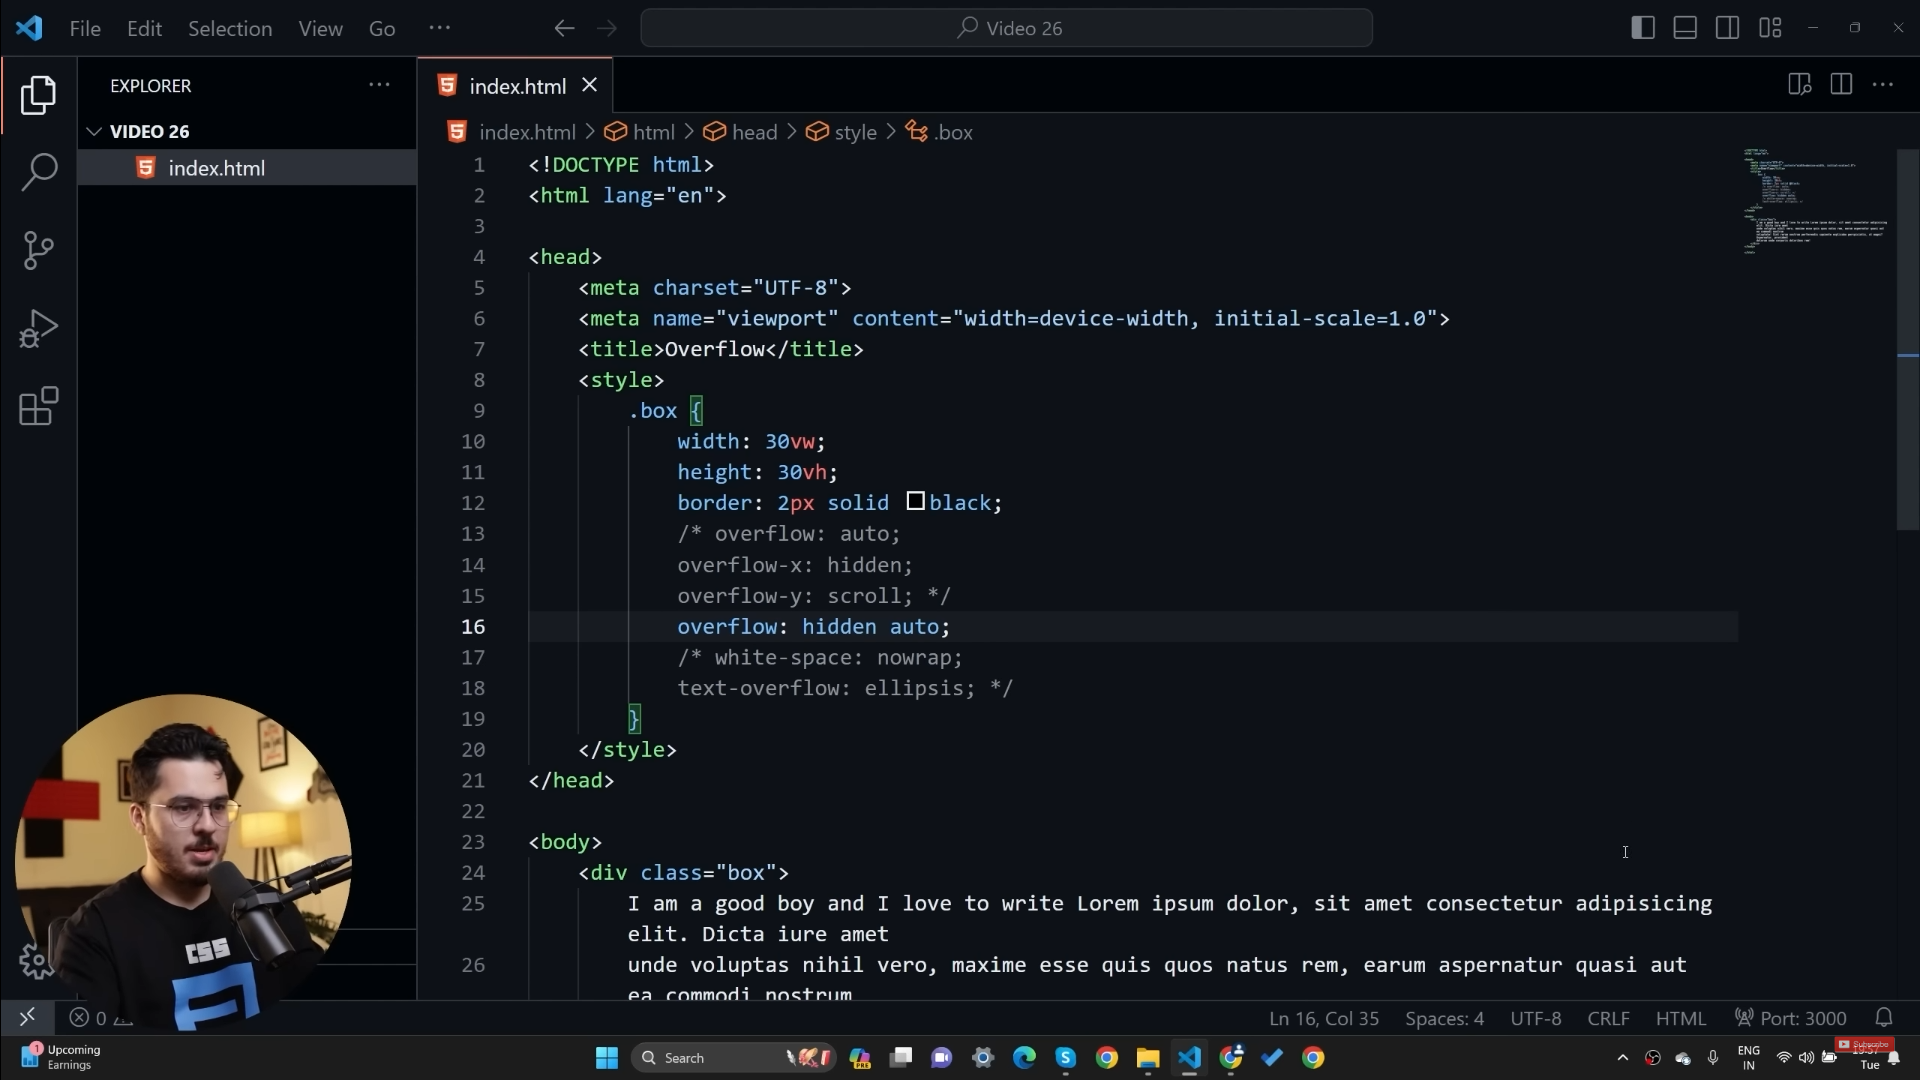 File Edit Selection View Go ··· Video 26
EXPLORER ···
VIDEO 26
index.html
index.html
index.html > html > head > style > .box
1 <!DOCTYPE html>
2 <html lang="en">
3
4 <head>
5 <meta charset="UTF-8">
6 <meta name="viewport" content="width=device-width, initial-scale=1.0">
7 <title>Overflow</title>
8 <style>
9 .box {
10 width: 30vw;
11 height: 30vh;
12 border: 2px solid black;
13 /* overflow: auto;
14 overflow-x: hidden;
15 overflow-y: scroll; */
16 overflow: hidden auto;
17 /* white-space: nowrap;
18 text-overflow: ellipsis; */
19 }
20 </style>
21 </head>
22
23 <body>
24 <div class="box">
25 I am a good boy and I love to write Lorem ipsum dolor, sit amet consectetur adipisicing
elit. Dicta iure amet
26 unde voluptas nihil vero, maxime esse quis quos natus rem, earum aspernatur quasi aut
ea commodi nostrum
CSS
0
Ln 16, Col 35 Spaces: 4 UTF-8 CRLF HTML Port: 3000
1
Upcoming
Earnings
Search
PRE
ENG
IN
Subscribe
Tue